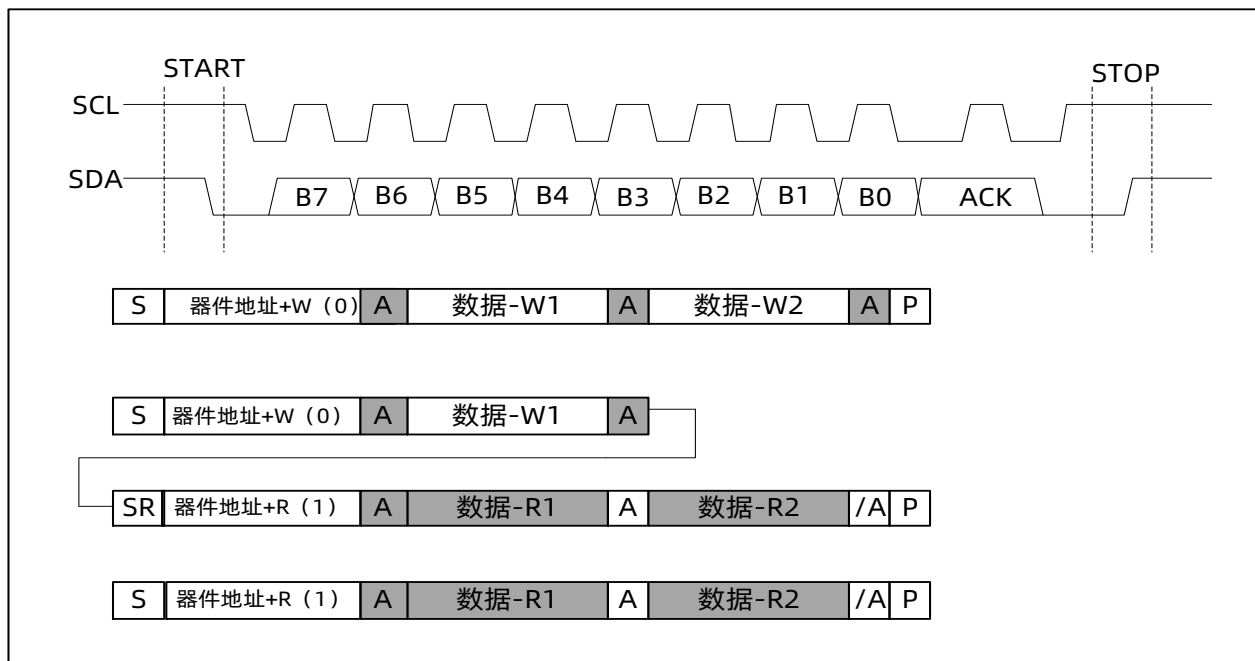 START
STOP
SCL
SDA
B7 B6 B5 B4 B3 B2 B1 B0 ACK
S 器件地址+W（0） A 数据-W1 A 数据-W2 A P
S 器件地址+W（0） A 数据-W1 A
SR 器件地址+R（1） A 数据-R1 A 数据-R2 /A P
S 器件地址+R（1） A 数据-R1 A 数据-R2 /A P